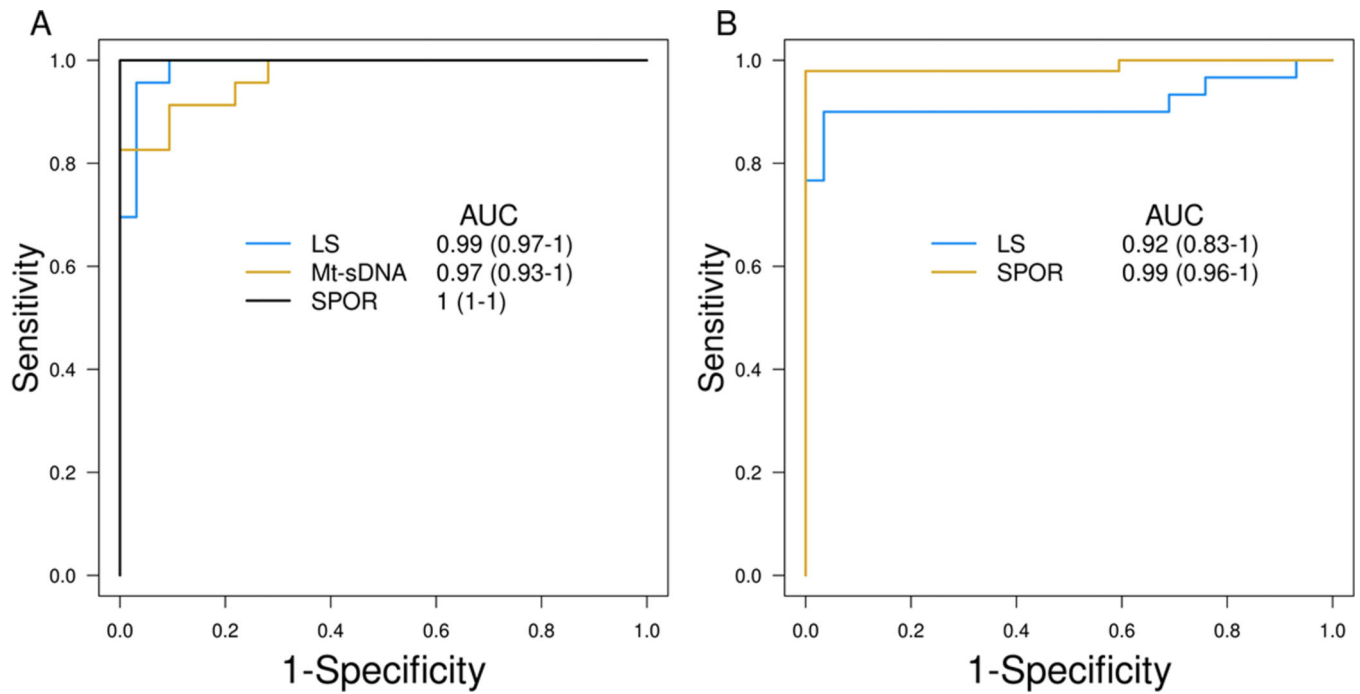 A
Sensitivity
1.0
0.8
0.6
0.4
0.2
0.0
AUC
LS 0.99 (0.97-1)
Mt-sDNA 0.97 (0.93-1)
SPOR 1 (1-1)
0.0 0.2 0.4 0.6 0.8 1.0
1-Specificity
B
Sensitivity
1.0
0.8
0.6
0.4
0.2
0.0
AUC
LS 0.92 (0.83-1)
SPOR 0.99 (0.96-1)
0.0 0.2 0.4 0.6 0.8 1.0
1-Specificity